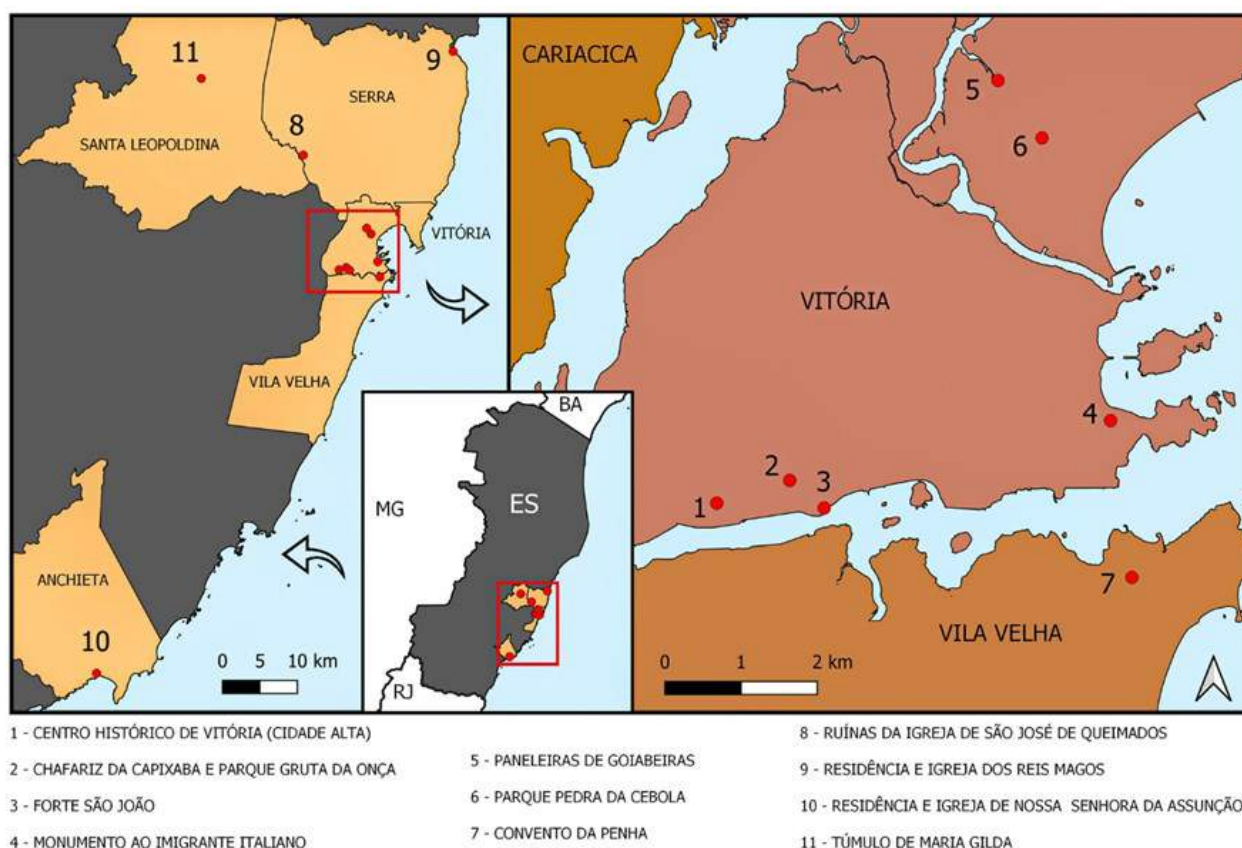 11
9
SERRA
8
SANTA LEOPOLDINA
VITÓRIA
VILA VELHA
ANCHIETA
10
0 5 10 km
BA
MG
ES
RJ
CARIACICA
5
6
VITÓRIA
4
2
3
1
7
VILA VELHA
0 1 2 km
1 - CENTRO HISTÓRICO DE VITÓRIA (CIDADE ALTA)
2 - CHAFARIZ DA CAPIXABA E PARQUE GRUTA DA ONÇA
3 - FORTE SÃO JOÃO
4 - MONUMENTO AO IMIGRANTE ITALIANO
5 - PANELEIRAS DE GOIABEIRAS
6 - PARQUE PEDRA DA CEBOLA
7 - CONVENTO DA PENHA
8 - RUÍNAS DA IGREJA DE SÃO JOSÉ DE QUEIMADOS
9 - RESIDÊNCIA E IGREJA DOS REIS MAGOS
10 - RESIDÊNCIA E IGREJA DE NOSSA SENHORA DA ASSUNÇÃO
11 - TÚMULO DE MARIA GILDA